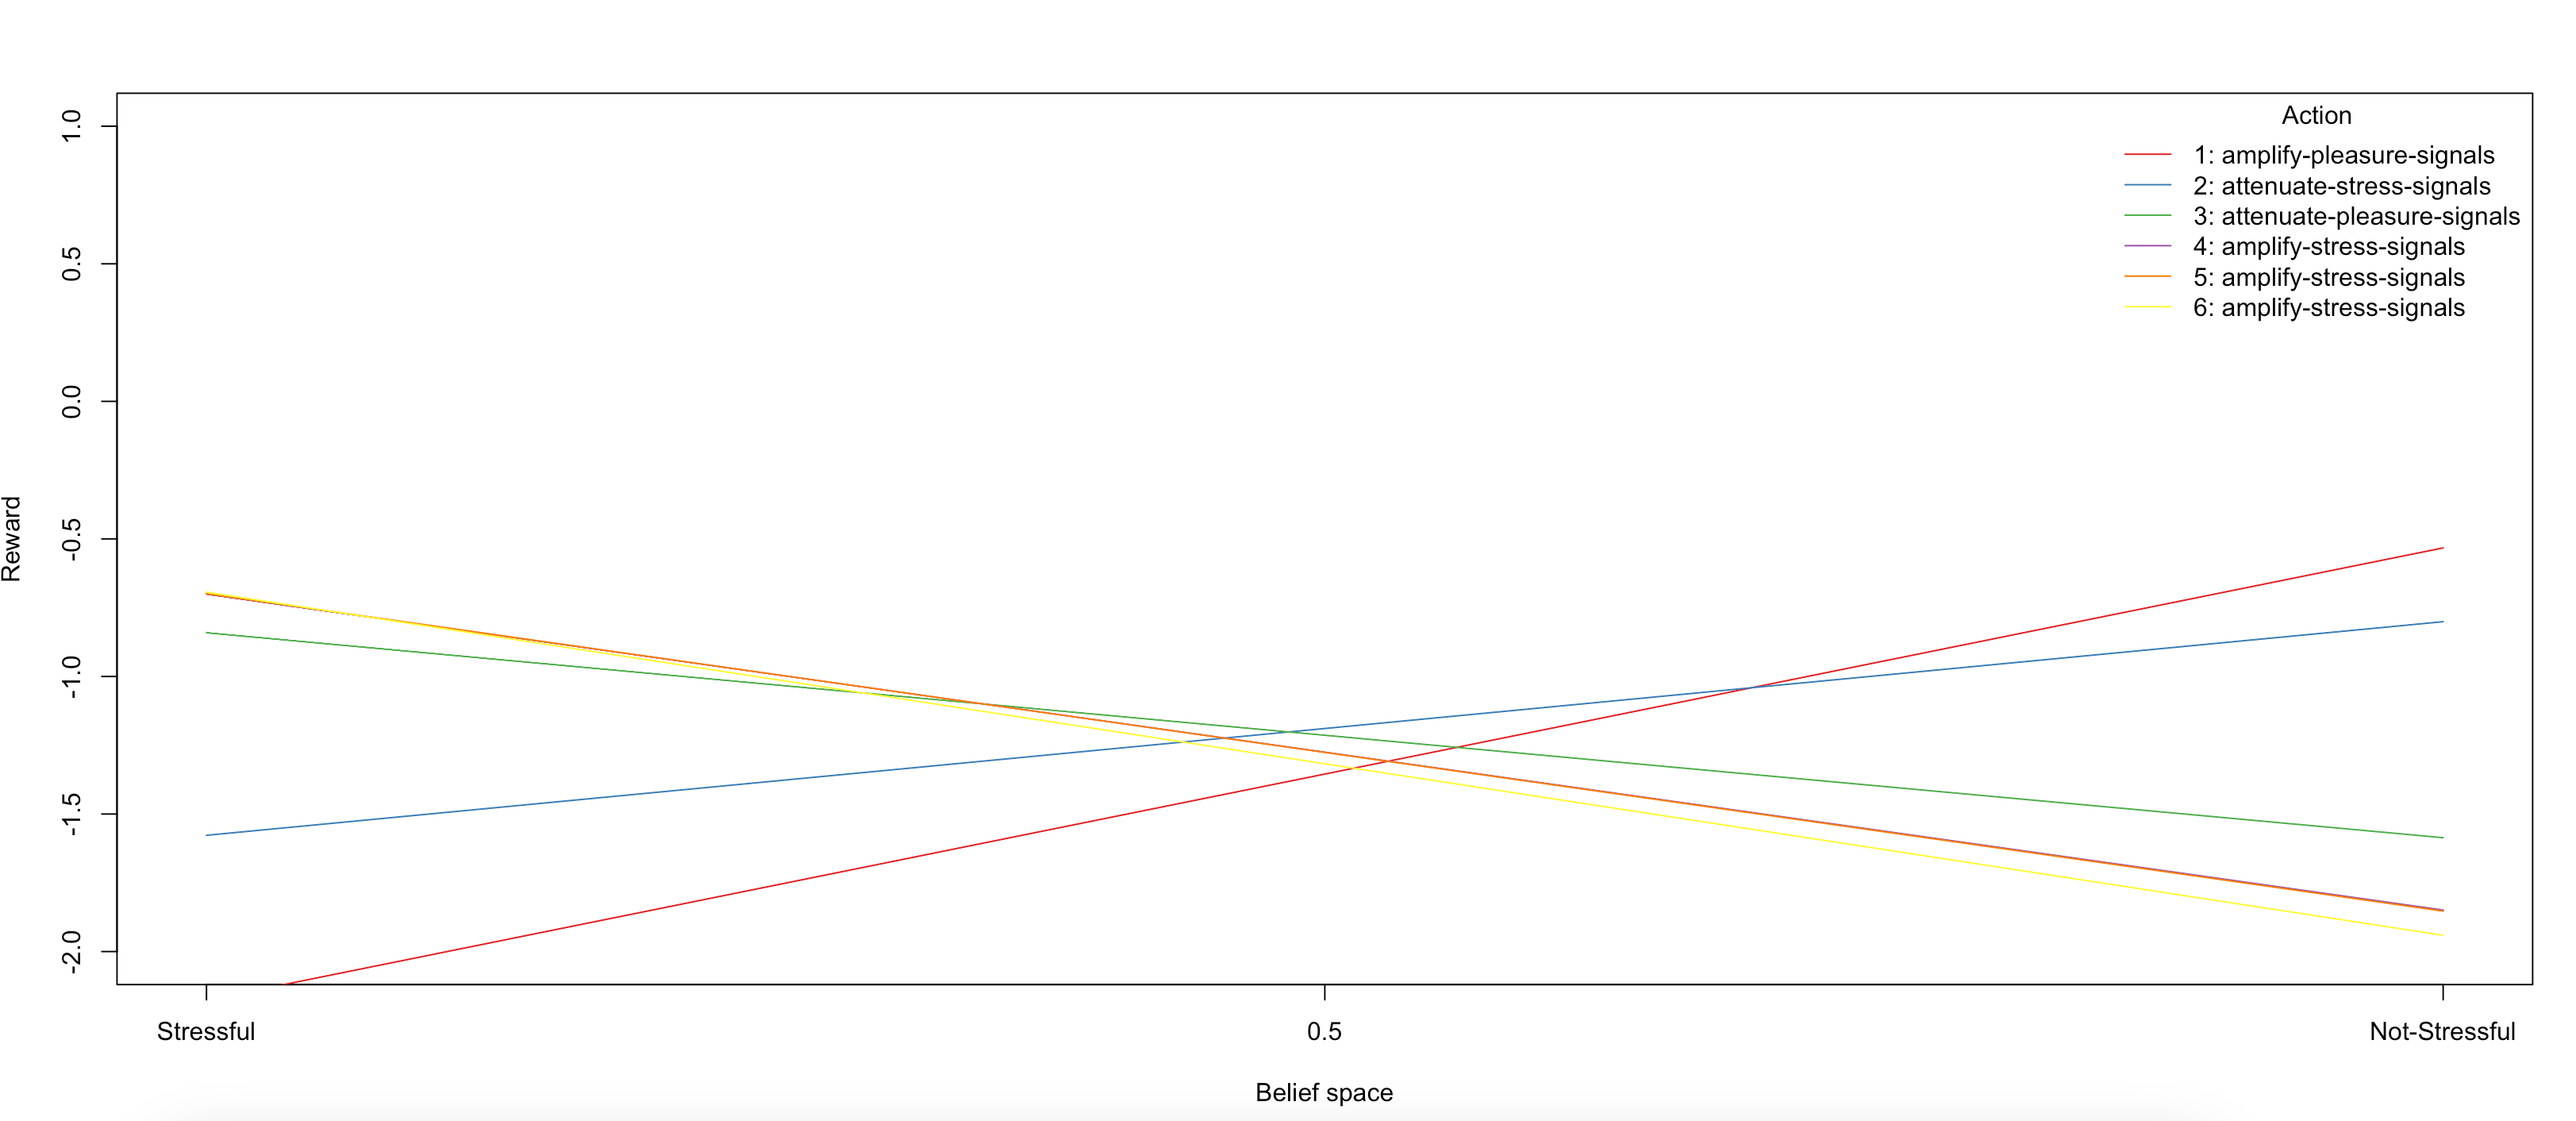 Action
1: amplify-pleasure-signals
2: attenuate-stress-signals
3: attenuate-pleasure-signals
4: amplify-stress-signals
5: amplify-stress-signals
6: amplify-stress-signals
Reward
1.0
0.5
0.0
-0.5
-1.0
-1.5
-2.0
Stressful
0.5
Not-Stressful
Belief space